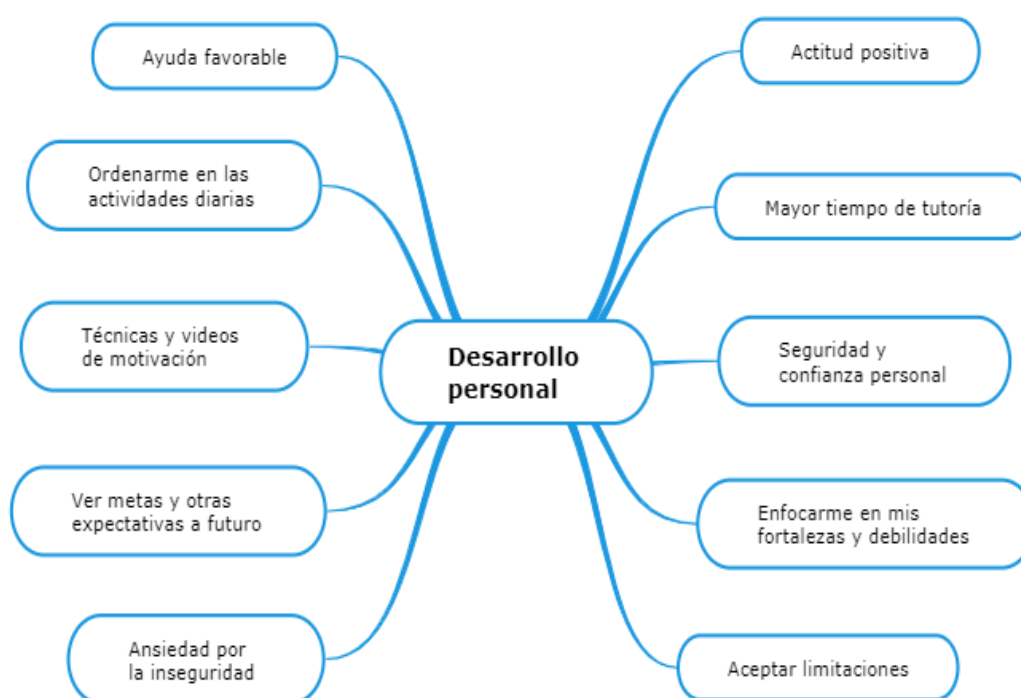 Ayuda favorable
Ordenarme en las
actividades diarias
Técnicas y videos
de motivación
Ver metas y otras
expectativas a futuro
Ansiedad por
la inseguridad
Desarrollo
personal
Actitud positiva
Mayor tiempo de tutoría
Seguridad y
confianza personal
Enfocarme en mis
fortalezas y debilidades
Aceptar limitaciones